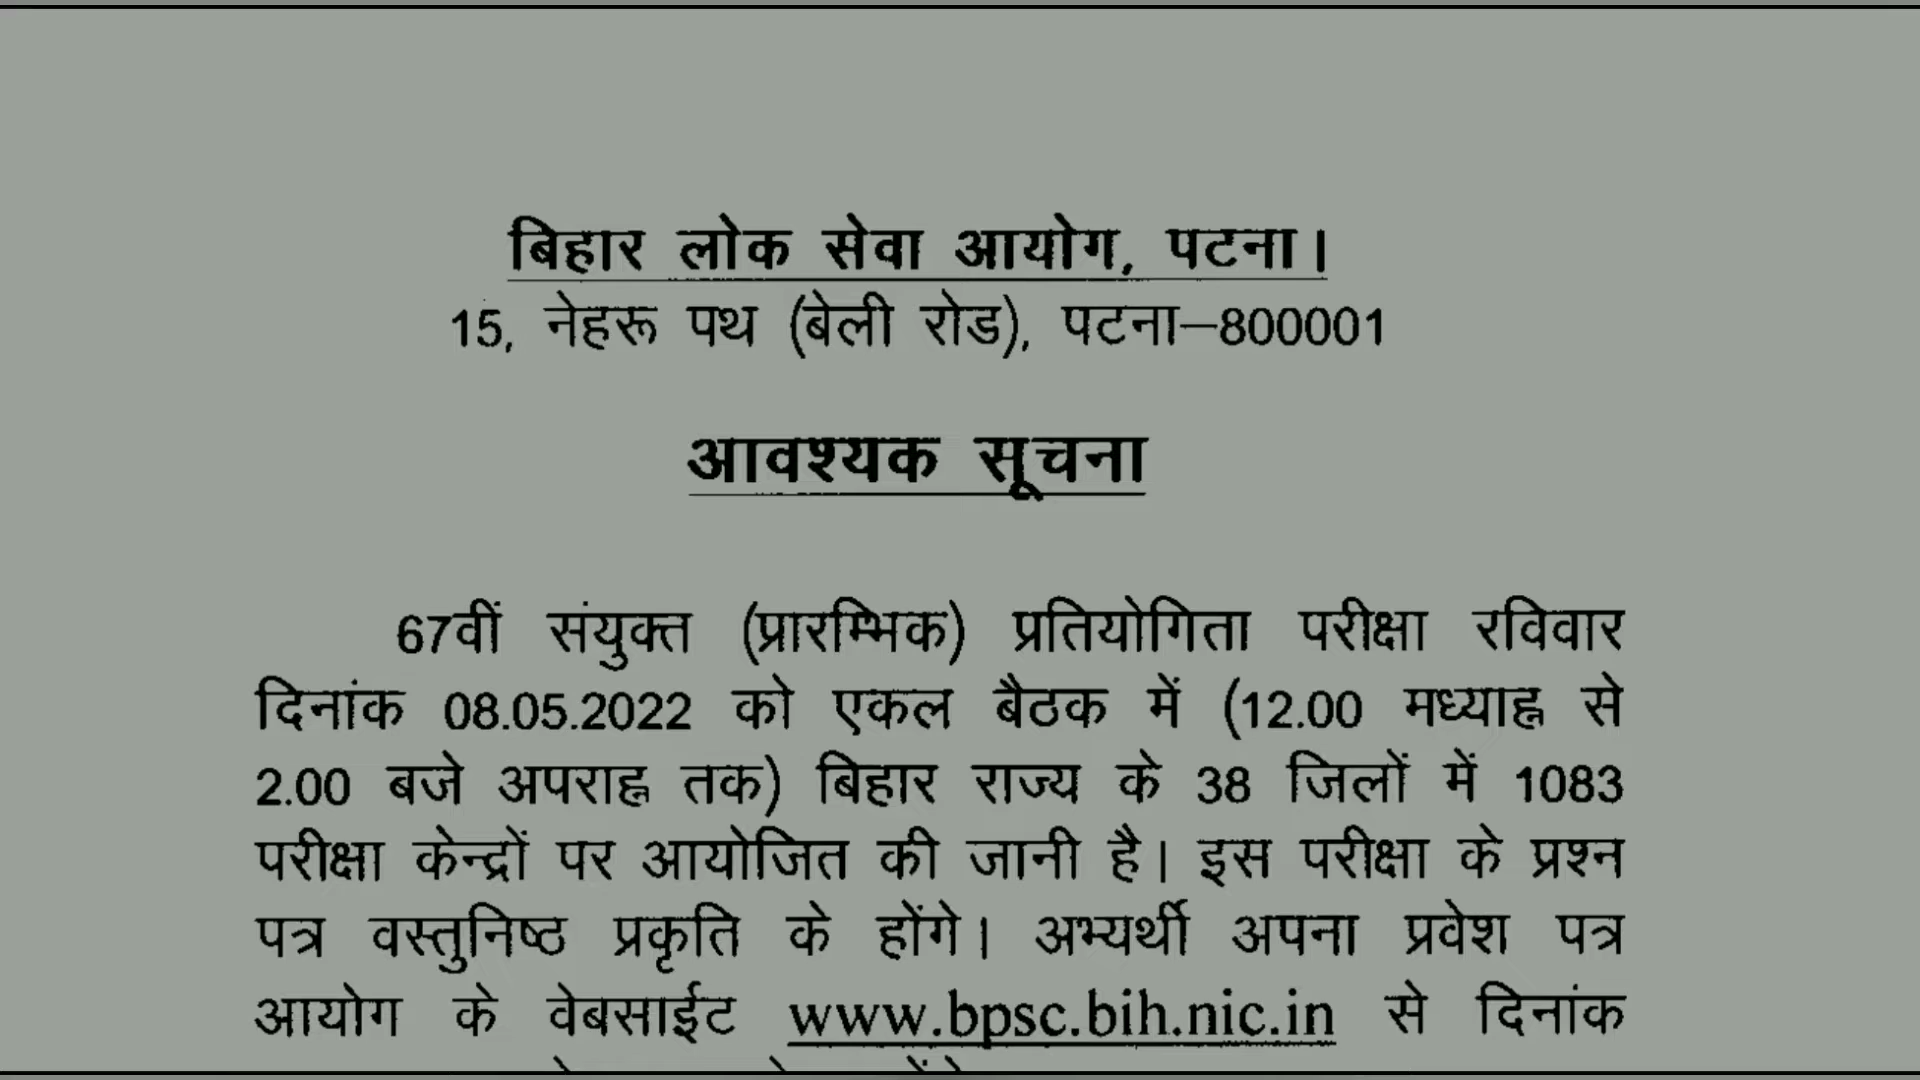 बिहार लोक सेवा आयोग, पटना।
15, नेहरू पथ (बेली रोड), पटना–800001
आवश्यक सूचना
67वीं संयुक्त (प्रारम्भिक) प्रतियोगिता परीक्षा रविवार
दिनांक 08.05.2022 को एकल बैठक में (12.00 मध्याह्न से
2.00 बजे अपराह्न तक) बिहार राज्य के 38 जिलों में 1083
परीक्षा केन्द्रों पर आयोजित की जानी है। इस परीक्षा के प्रश्न
पत्र वस्तुनिष्ठ प्रकृति के होंगे। अभ्यर्थी अपना प्रवेश पत्र
आयोग के वेबसाईट www.bpsc.bih.nic.in से दिनांक